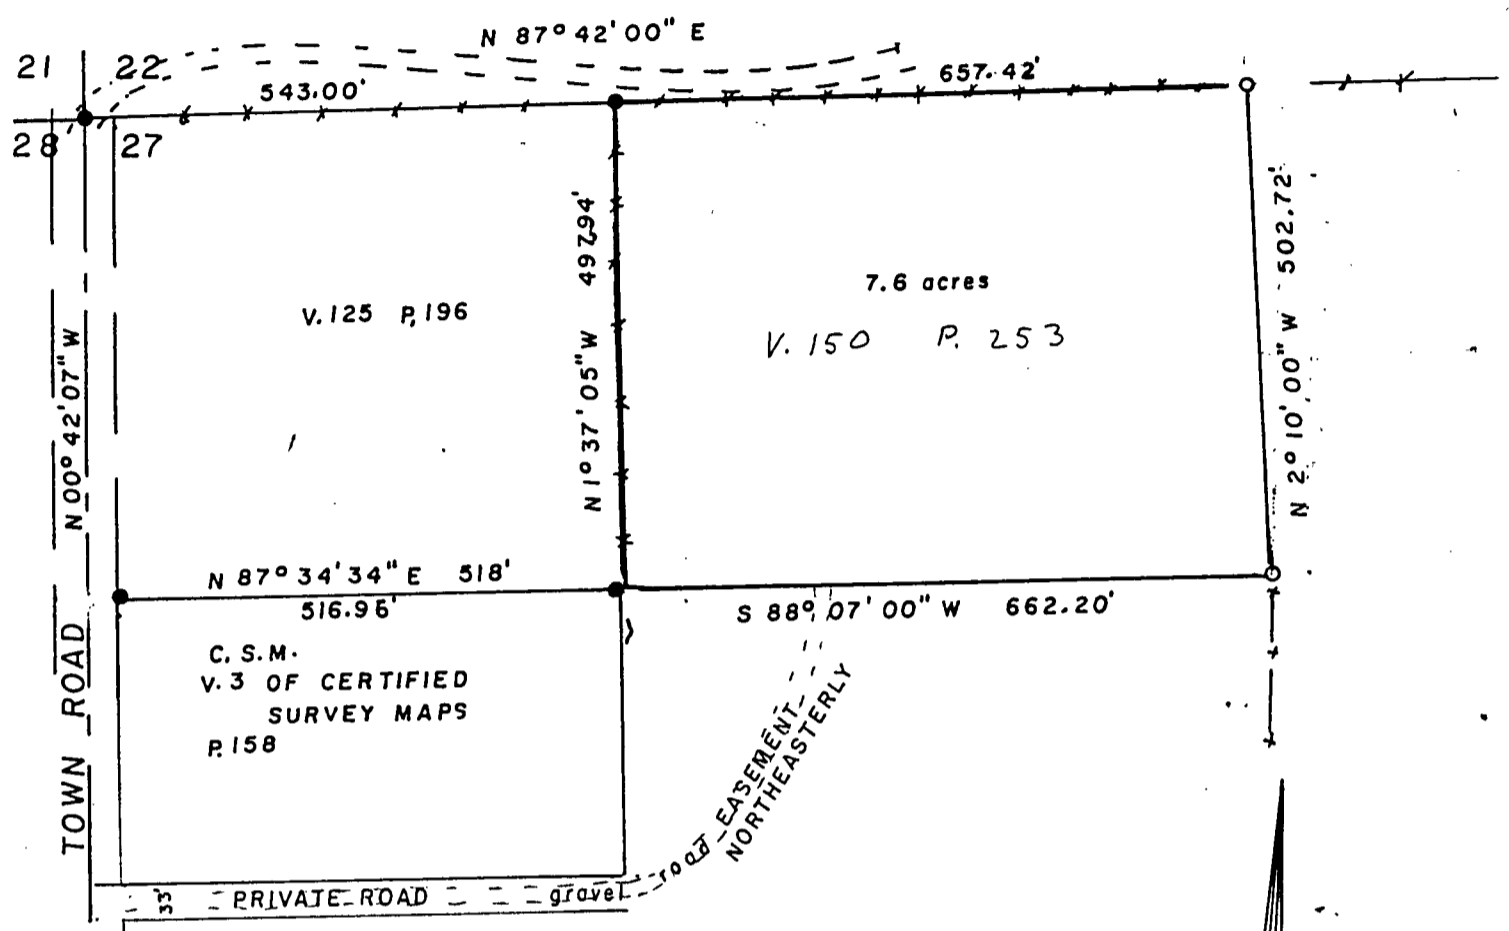 N 87° 42' 00" E
21 22
543.00'
657.42'
28 27
N 00° 42' 07" W
V. 125 P. 196
N 1° 37' 05" W 497.94'
7.6 acres
V. 150 P. 253
N 2° 10' 00" W 502.72'
N 87° 34' 34" E 518'
516.96'
S 88° 07' 00" W 662.20'
C. S. M.
V. 3 OF CERTIFIED
SURVEY MAPS
P. 158
TOWN ROAD
EASEMENT
NORTHEASTERLY
33'
PRIVATE ROAD
gravel road